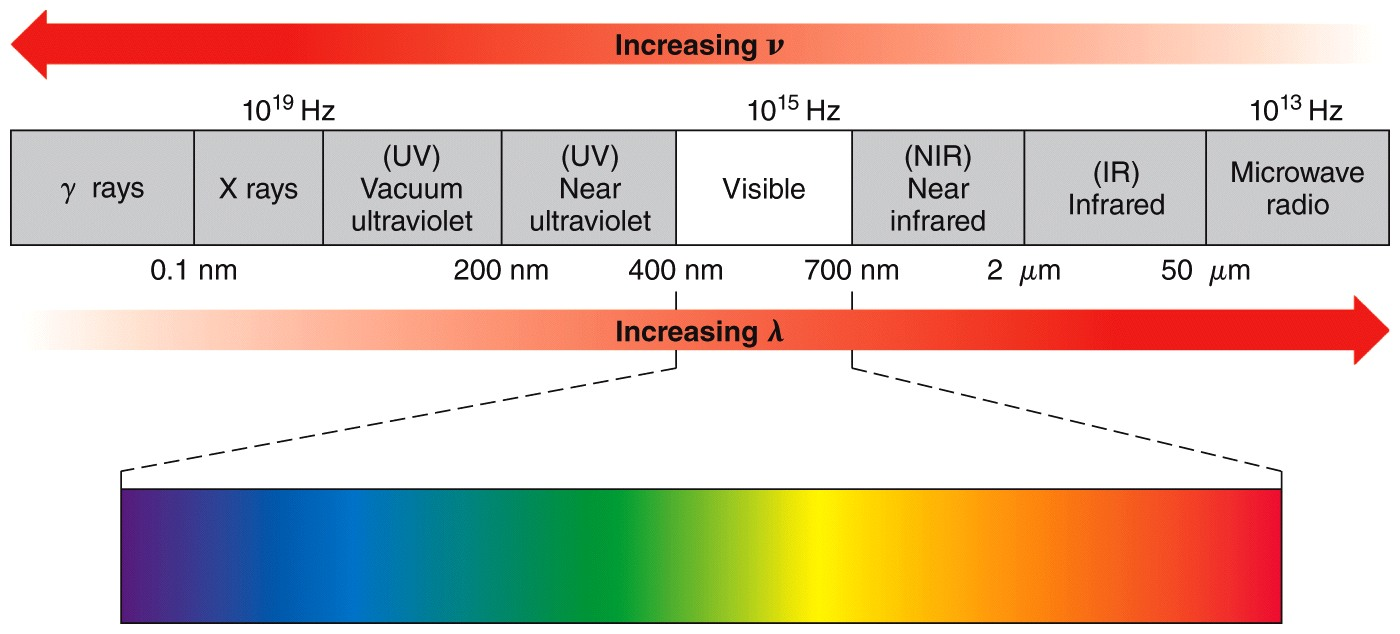 Increasing ν
10¹⁹ Hz 10¹⁵ Hz 10¹³ Hz
γ rays
X rays
(UV)
Vacuum
ultraviolet
(UV)
Near
ultraviolet
Visible
(NIR)
Near
infrared
(IR)
Infrared
Microwave
radio
0.1 nm 200 nm 400 nm 700 nm 2 μm 50 μm
Increasing λ